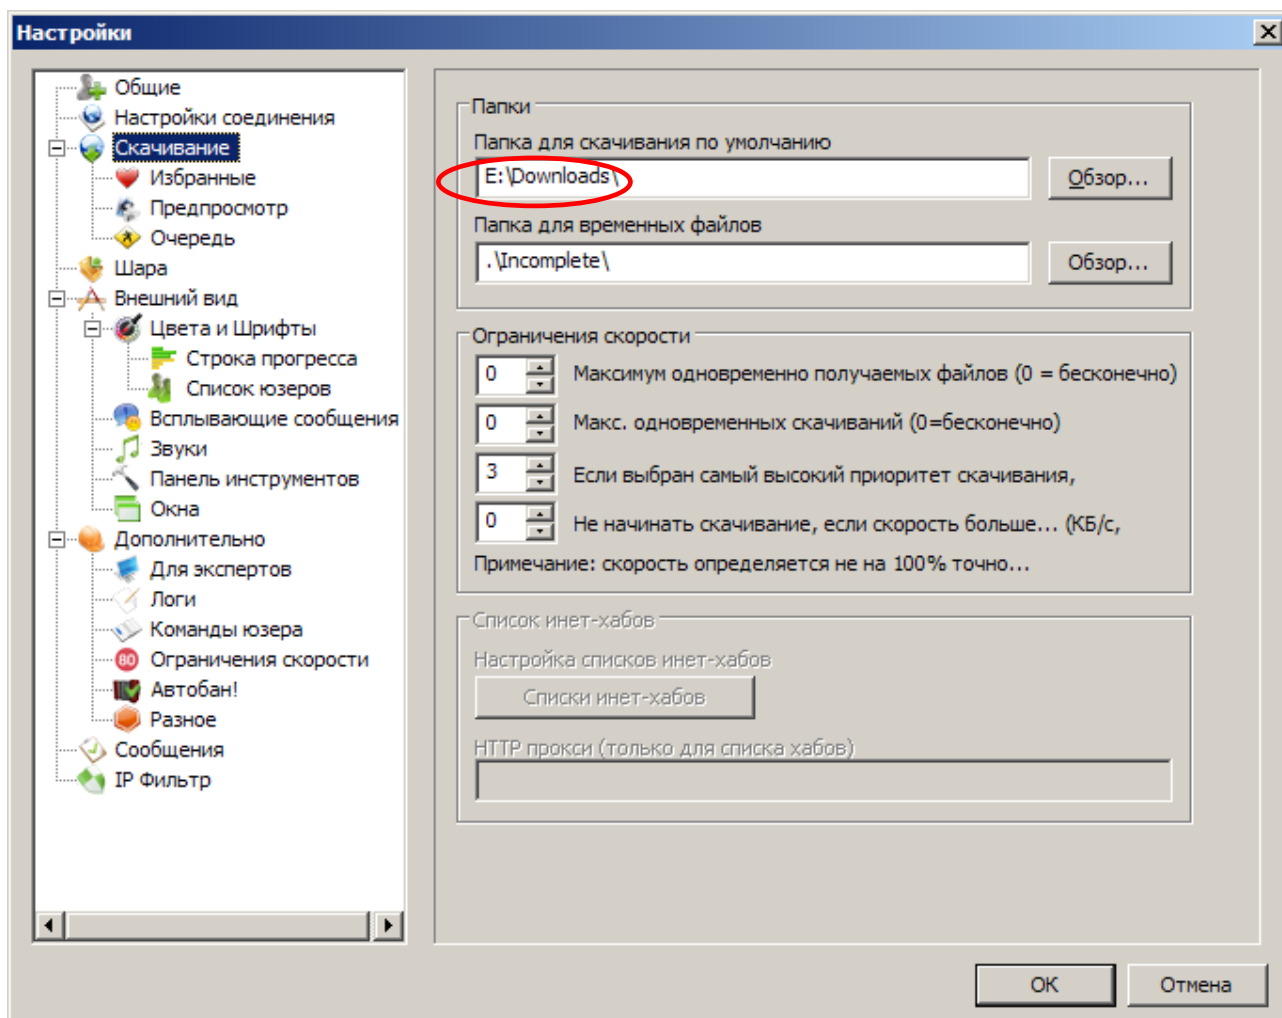 Настройки
Общие
Настройки соединения
Скачивание
Избранные
Предпросмотр
Очередь
Шара
Внешний вид
Цвета и Шрифты
Строка прогресса
Список юзеров
Всплывающие сообщения
Звуки
Панель инструментов
Окна
Дополнительно
Для экспертов
Логи
Команды юзера
80
Ограничения скорости
Автобан!
Разное
Сообщения
IP Фильтр
Папки
Папка для скачивания по умолчанию
E:\Downloads\
Обзор...
Папка для временных файлов
.\Incomplete\
Обзор...
Ограничения скорости
0 Максимум одновременно получаемых файлов (0 = бесконечно)
0 Макс. одновременных скачиваний (0=бесконечно)
3 Если выбран самый высокий приоритет скачивания,
0 Не начинать скачивание, если скорость больше... (КБ/с,
Примечание: скорость определяется не на 100% точно...
Список инет-хабов
Настройка списков инет-хабов
Списки инет-хабов
HTTP прокси (только для списка хабов)
OK
Отмена